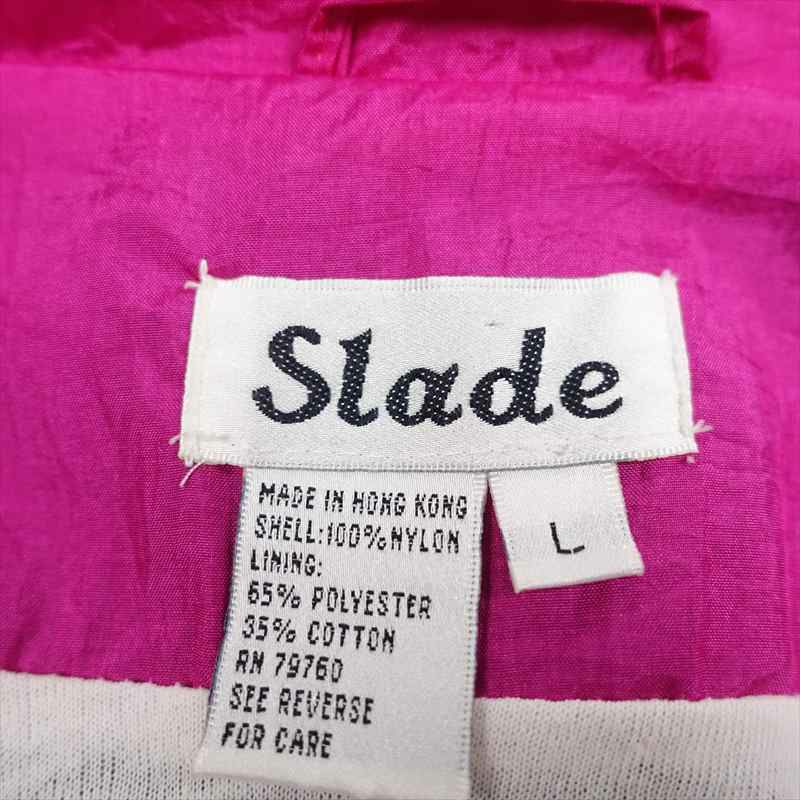 Slade
MADE IN HONG KONG
SHELL:100%NYLON
LINING:
65% POLYESTER
35% COTTON
RN 79760
SEE REVERSE
FOR CARE
L